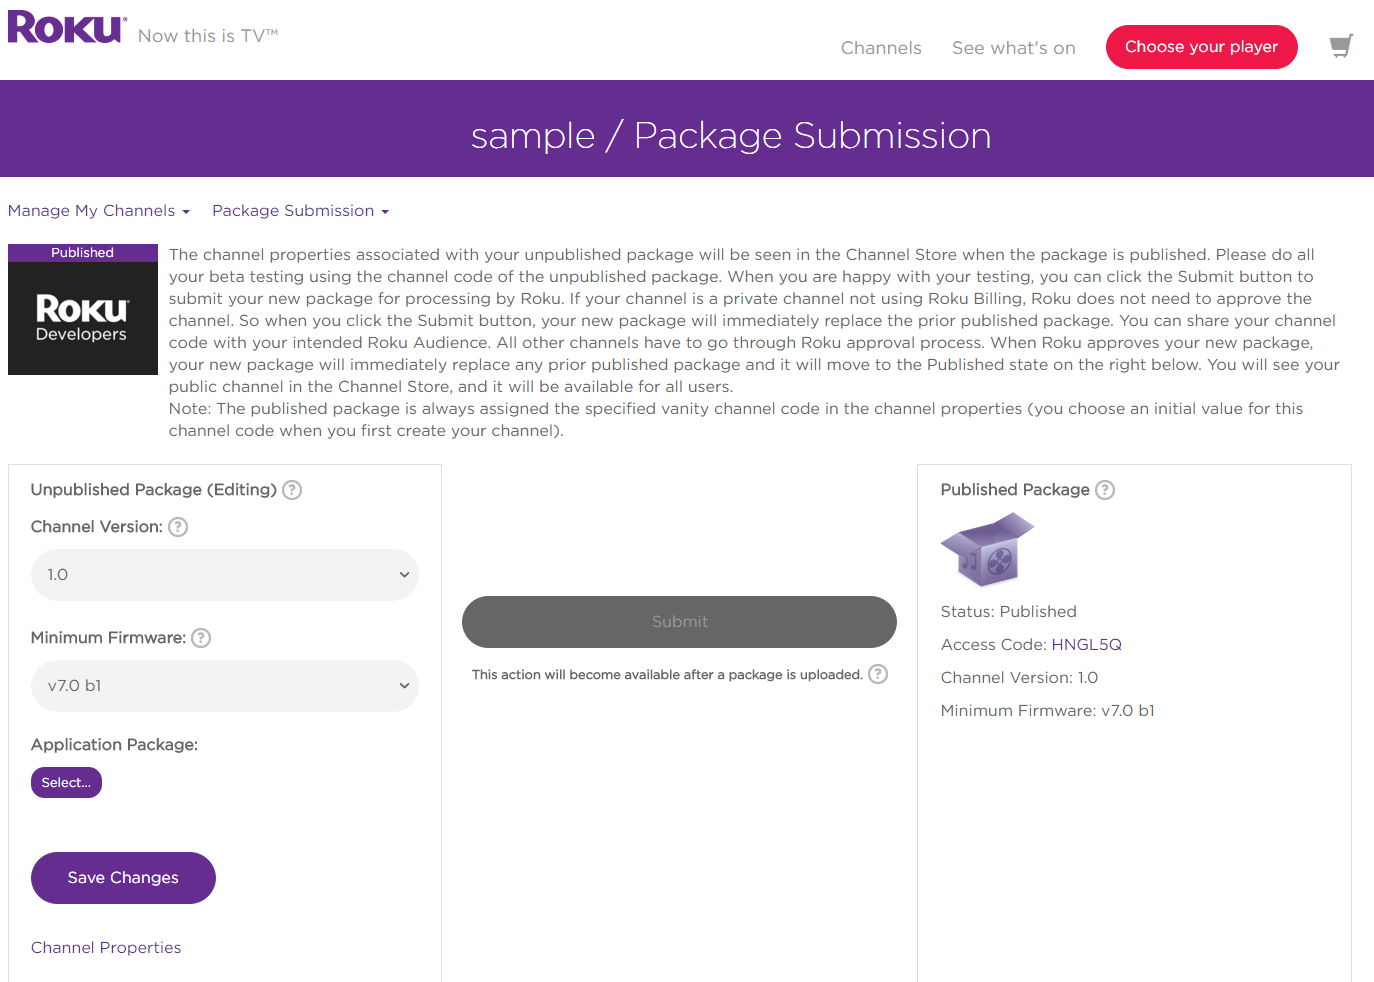 Roku Now this is TV™
Channels See what's on Choose your player
sample / Package Submission
Manage My Channels Package Submission
Published
Roku
Developers
The channel properties associated with your unpublished package will be seen in the Channel Store when the package is published. Please do all
your beta testing using the channel code of the unpublished package. When you are happy with your testing, you can click the Submit button to
submit your new package for processing by Roku. If your channel is a private channel not using Roku Billing, Roku does not need to approve the
channel. So when you click the Submit button, your new package will immediately replace the prior published package. You can share your channel
code with your intended Roku Audience. All other channels have to go through Roku approval process. When Roku approves your new package,
your new package will immediately replace any prior published package and it will move to the Published state on the right below. You will see your
public channel in the Channel Store, and it will be available for all users.
Note: The published package is always assigned the specified vanity channel code in the channel properties (you choose an initial value for this
channel code when you first create your channel).
Unpublished Package (Editing) ?
Channel Version: ?
1.0
Minimum Firmware: ?
v7.0 b1
Application Package:
Select...
Save Changes
Channel Properties
Submit
This action will become available after a package is uploaded. ?
Published Package ?
Status: Published
Access Code: HNGL5Q
Channel Version: 1.0
Minimum Firmware: v7.0 b1